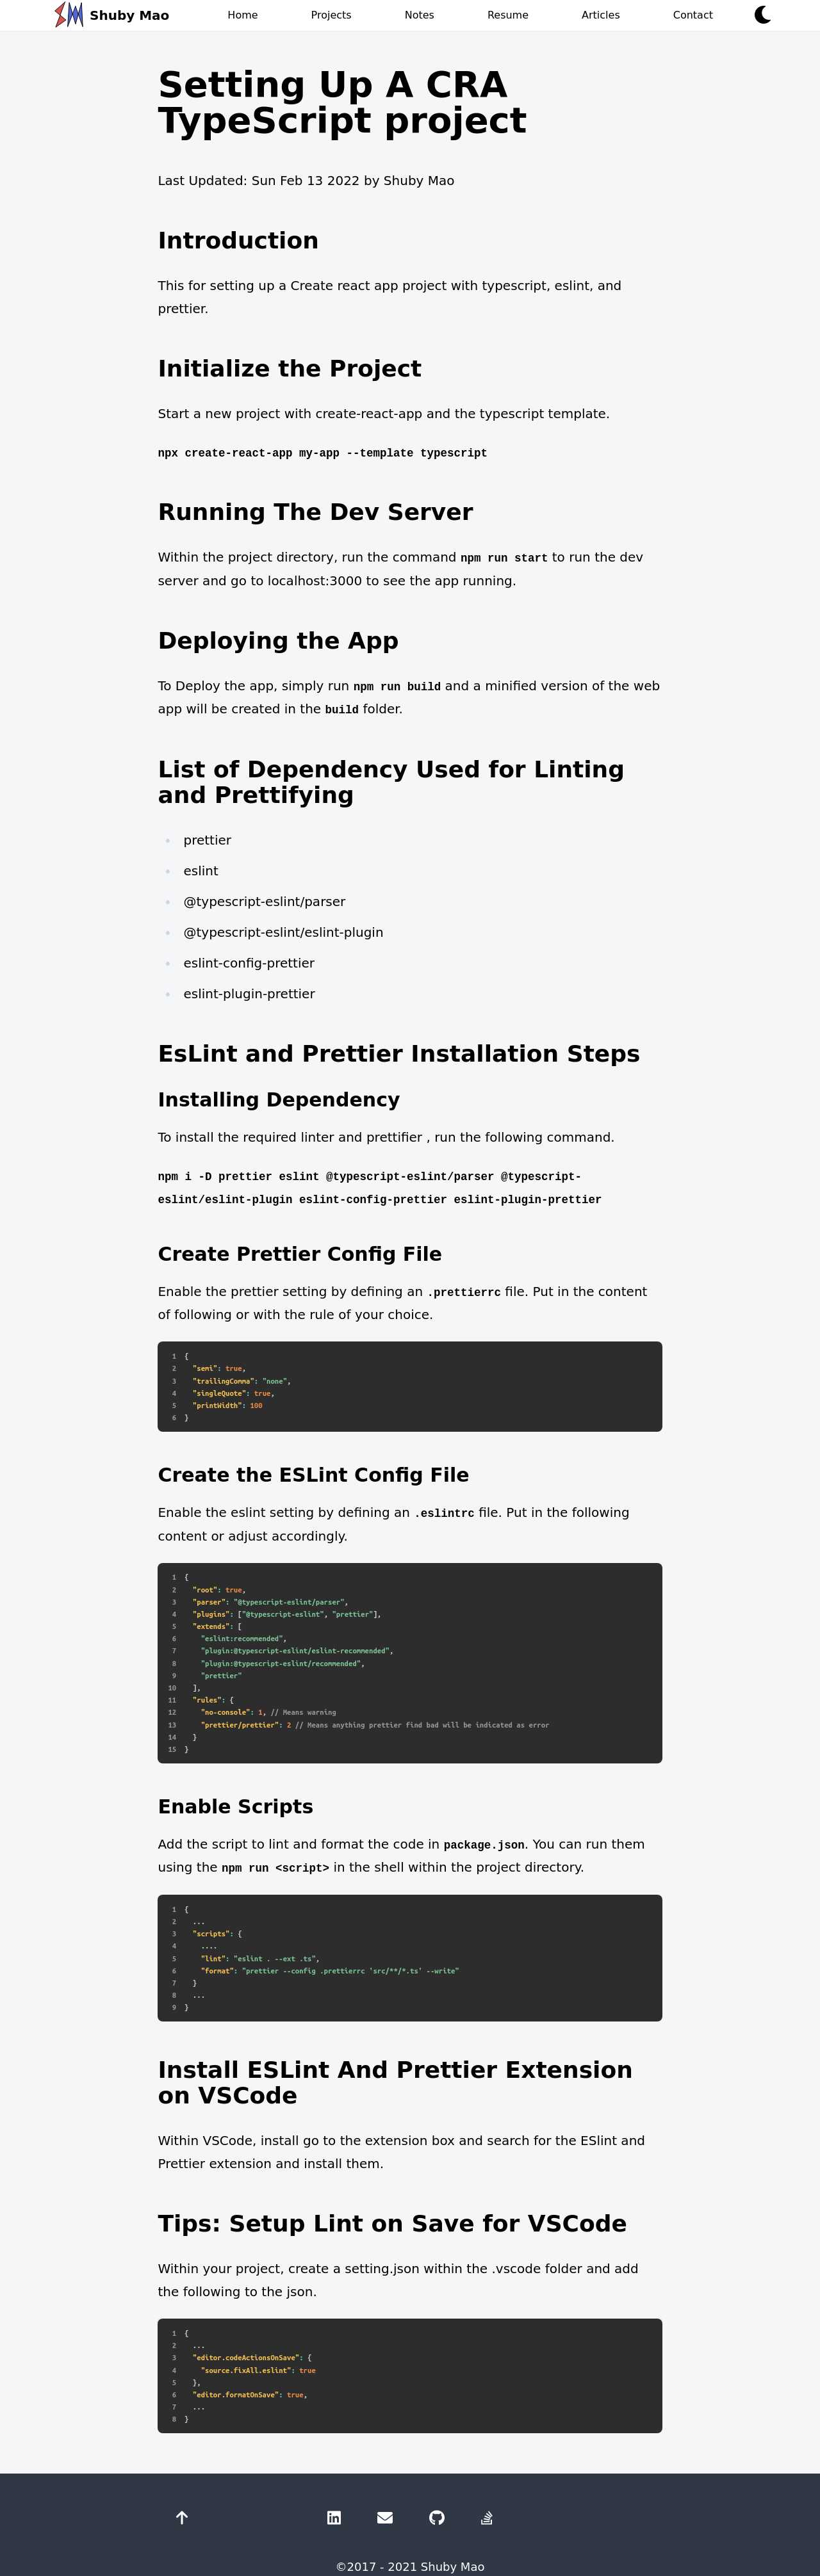 Shuby Mao Home Projects Notes Resume Articles Contact
Setting Up A CRA
TypeScript project
Last Updated: Sun Feb 13 2022 by Shuby Mao
Introduction
This for setting up a Create react app project with typescript, eslint, and
prettier.
Initialize the Project
Start a new project with create-react-app and the typescript template.
npx create-react-app my-app --template typescript
Running The Dev Server
Within the project directory, run the command npm run start to run the dev
server and go to localhost:3000 to see the app running.
Deploying the App
To Deploy the app, simply run npm run build and a minified version of the web
app will be created in the build folder.
List of Dependency Used for Linting
and Prettifying
prettier
eslint
@typescript-eslint/parser
@typescript-eslint/eslint-plugin
eslint-config-prettier
eslint-plugin-prettier
EsLint and Prettier Installation Steps
Installing Dependency
To install the required linter and prettifier , run the following command.
npm i -D prettier eslint @typescript-eslint/parser @typescript-
eslint/eslint-plugin eslint-config-prettier eslint-plugin-prettier
Create Prettier Config File
Enable the prettier setting by defining an .prettierrc file. Put in the content
of following or with the rule of your choice.
1 {
2 "semi": true,
3 "trailingComma": "none",
4 "singleQuote": true,
5 "printWidth": 100
6 }
Create the ESLint Config File
Enable the eslint setting by defining an .eslintrc file. Put in the following
content or adjust accordingly.
1 {
2 "root": true,
3 "parser": "@typescript-eslint/parser",
4 "plugins": ["@typescript-eslint", "prettier"],
5 "extends": [
6 "eslint:recommended",
7 "plugin:@typescript-eslint/eslint-recommended",
8 "plugin:@typescript-eslint/recommended",
9 "prettier"
10 ],
11 "rules": {
12 "no-console": 1, // Means warning
13 "prettier/prettier": 2 // Means anything prettier find bad will be indicated as error
14 }
15 }
Enable Scripts
Add the script to lint and format the code in package.json. You can run them
using the npm run <script> in the shell within the project directory.
1 {
2 ...
3 "scripts": {
4 ....
5 "lint": "eslint . --ext .ts",
6 "format": "prettier --config .prettierrc 'src/**/*.ts' --write"
7 }
8 ...
9 }
Install ESLint And Prettier Extension
on VSCode
Within VSCode, install go to the extension box and search for the ESlint and
Prettier extension and install them.
Tips: Setup Lint on Save for VSCode
Within your project, create a setting.json within the .vscode folder and add
the following to the json.
1 {
2 ...
3 "editor.codeActionsOnSave": {
4 "source.fixAll.eslint": true
5 },
6 "editor.formatOnSave": true,
7 ...
8 }
©2017 - 2021 Shuby Mao